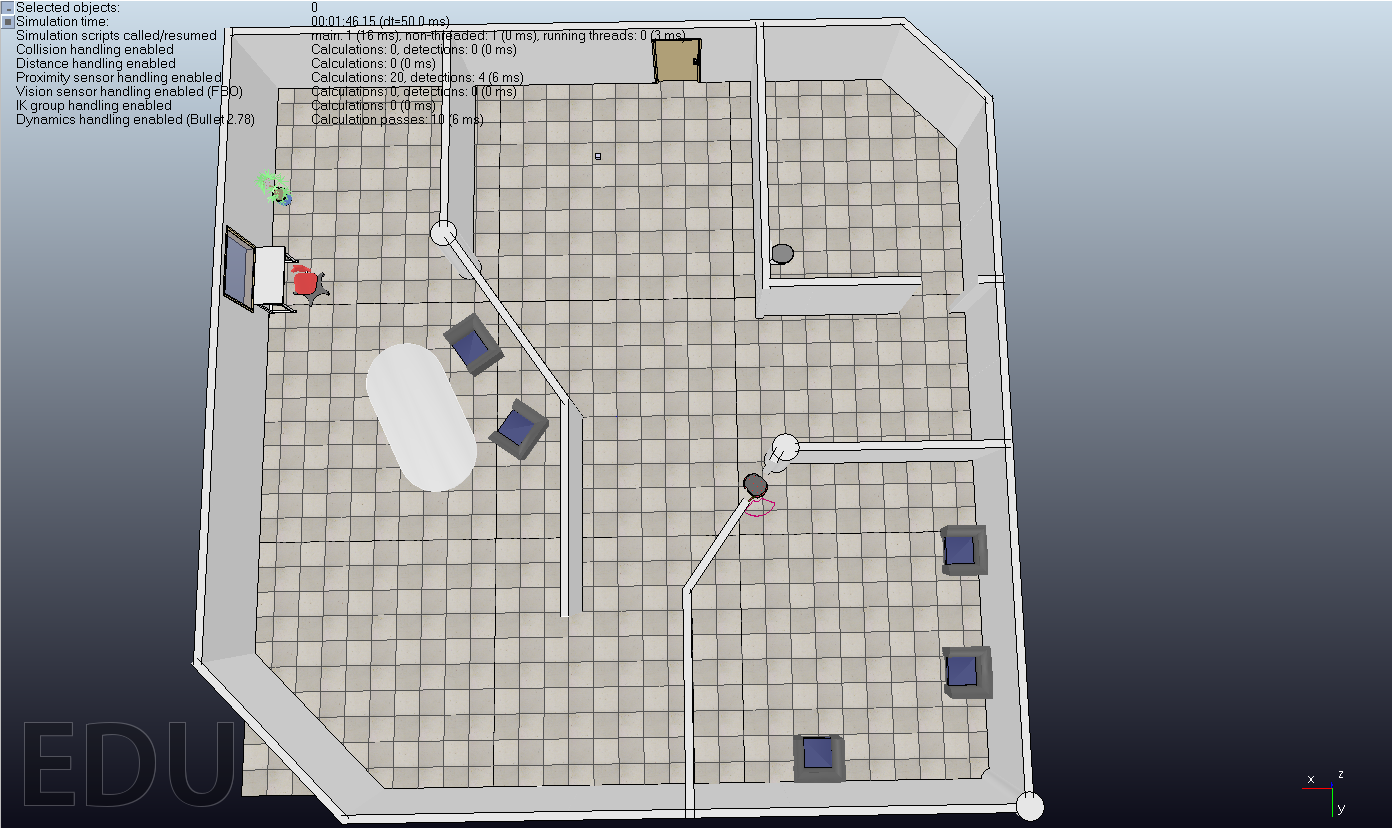 Selected objects: 0
Simulation time: 00:01:46.15 (dt=50.0 ms)
Simulation scripts called/resumed main: 1 (16 ms), non-threaded: 1 (0 ms), running threads: 0 (3 ms)
Collision handling enabled Calculations: 0, detections: 0 (0 ms)
Distance handling enabled Calculations: 0 (0 ms)
Proximity sensor handling enabled Calculations: 20, detections: 4 (6 ms)
Vision sensor handling enabled (FBO) Calculations: 0, detections: 0 (0 ms)
IK group handling enabled Calculations: 0 (0 ms)
Dynamics handling enabled (Bullet 2.78) Calculation passes: 10 (6 ms)
EDU
x z
y